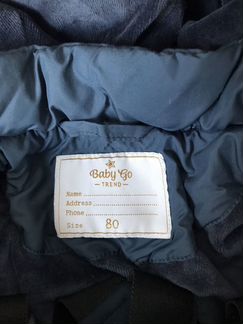 Baby Go
TREND
Name
Address
Phone
Size 80